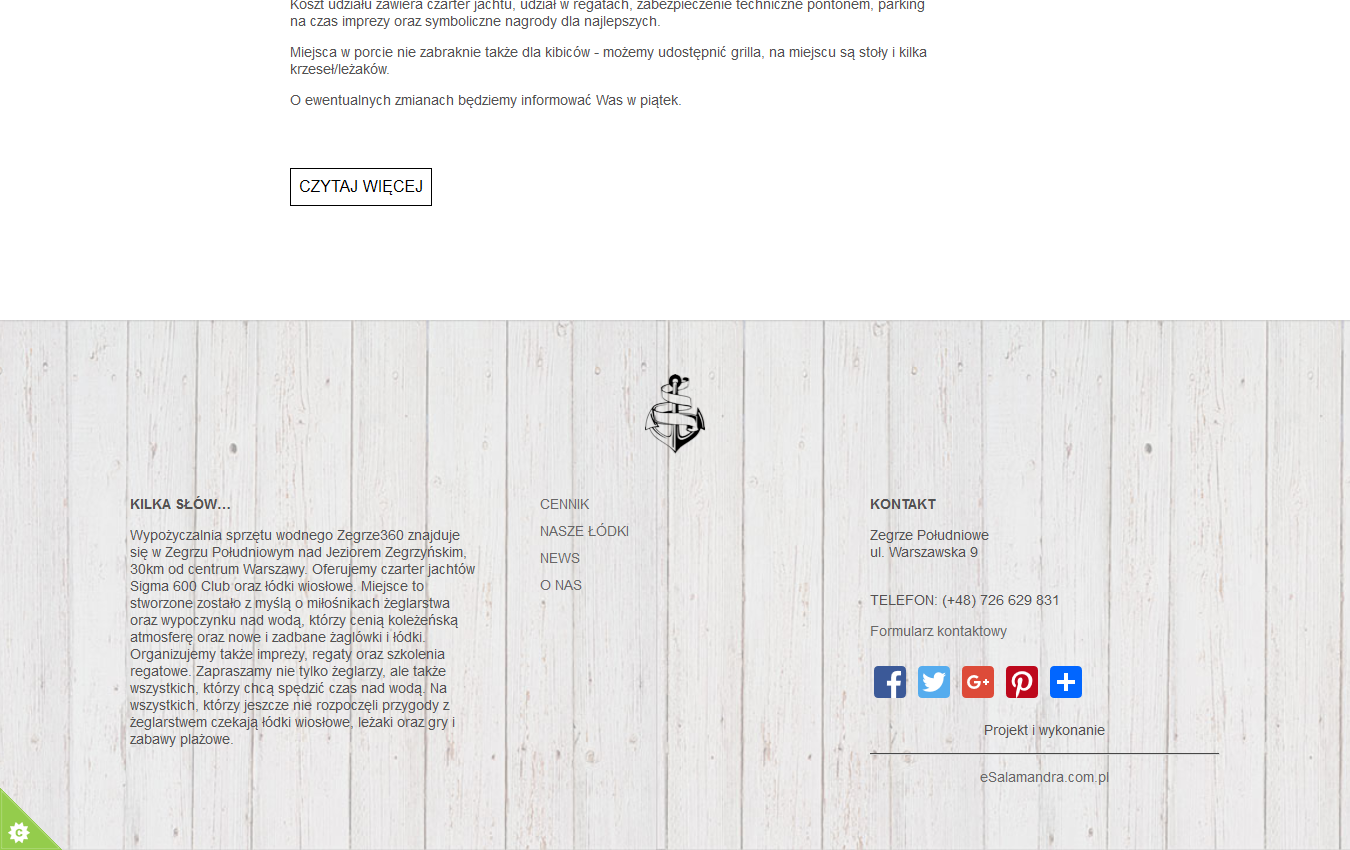 Koszt udziału zawiera czarter jachtu, udział w regatach, zabezpieczenie techniczne pontonem, parking
na czas imprezy oraz symboliczne nagrody dla najlepszych.
Miejsca w porcie nie zabraknie także dla kibiców - możemy udostępnić grilla, na miejscu są stoły i kilka
krzeseł/leżaków.
O ewentualnych zmianach będziemy informować Was w piątek.
CZYTAJ WIĘCEJ
KILKA SŁÓW...
Wypożyczalnia sprzętu wodnego Zegrze360 znajduje
się w Zegrzu Południowym nad Jeziorem Zegrzyńskim,
30km od centrum Warszawy. Oferujemy czarter jachtów
Sigma 600 Club oraz łódki wiosłowe. Miejsce to
stworzone zostało z myślą o miłośnikach żeglarstwa
oraz wypoczynku nad wodą, którzy cenią koleżeńską
atmosferę oraz nowe i zadbane żaglówki i łódki.
Organizujemy także imprezy, regaty oraz szkolenia
regatowe. Zapraszamy nie tylko żeglarzy, ale także
wszystkich, którzy chcą spędzić czas nad wodą. Na
wszystkich, którzy jeszcze nie rozpoczęli przygody z
żeglarstwem czekają łódki wiosłowe, leżaki oraz gry i
zabawy plażowe.
CENNIK
NASZE ŁÓDKI
NEWS
O NAS
KONTAKT
Zegrze Południowe
ul. Warszawska 9
TELEFON: (+48) 726 629 831
Formularz kontaktowy
Projekt i wykonanie
eSalamandra.com.pl